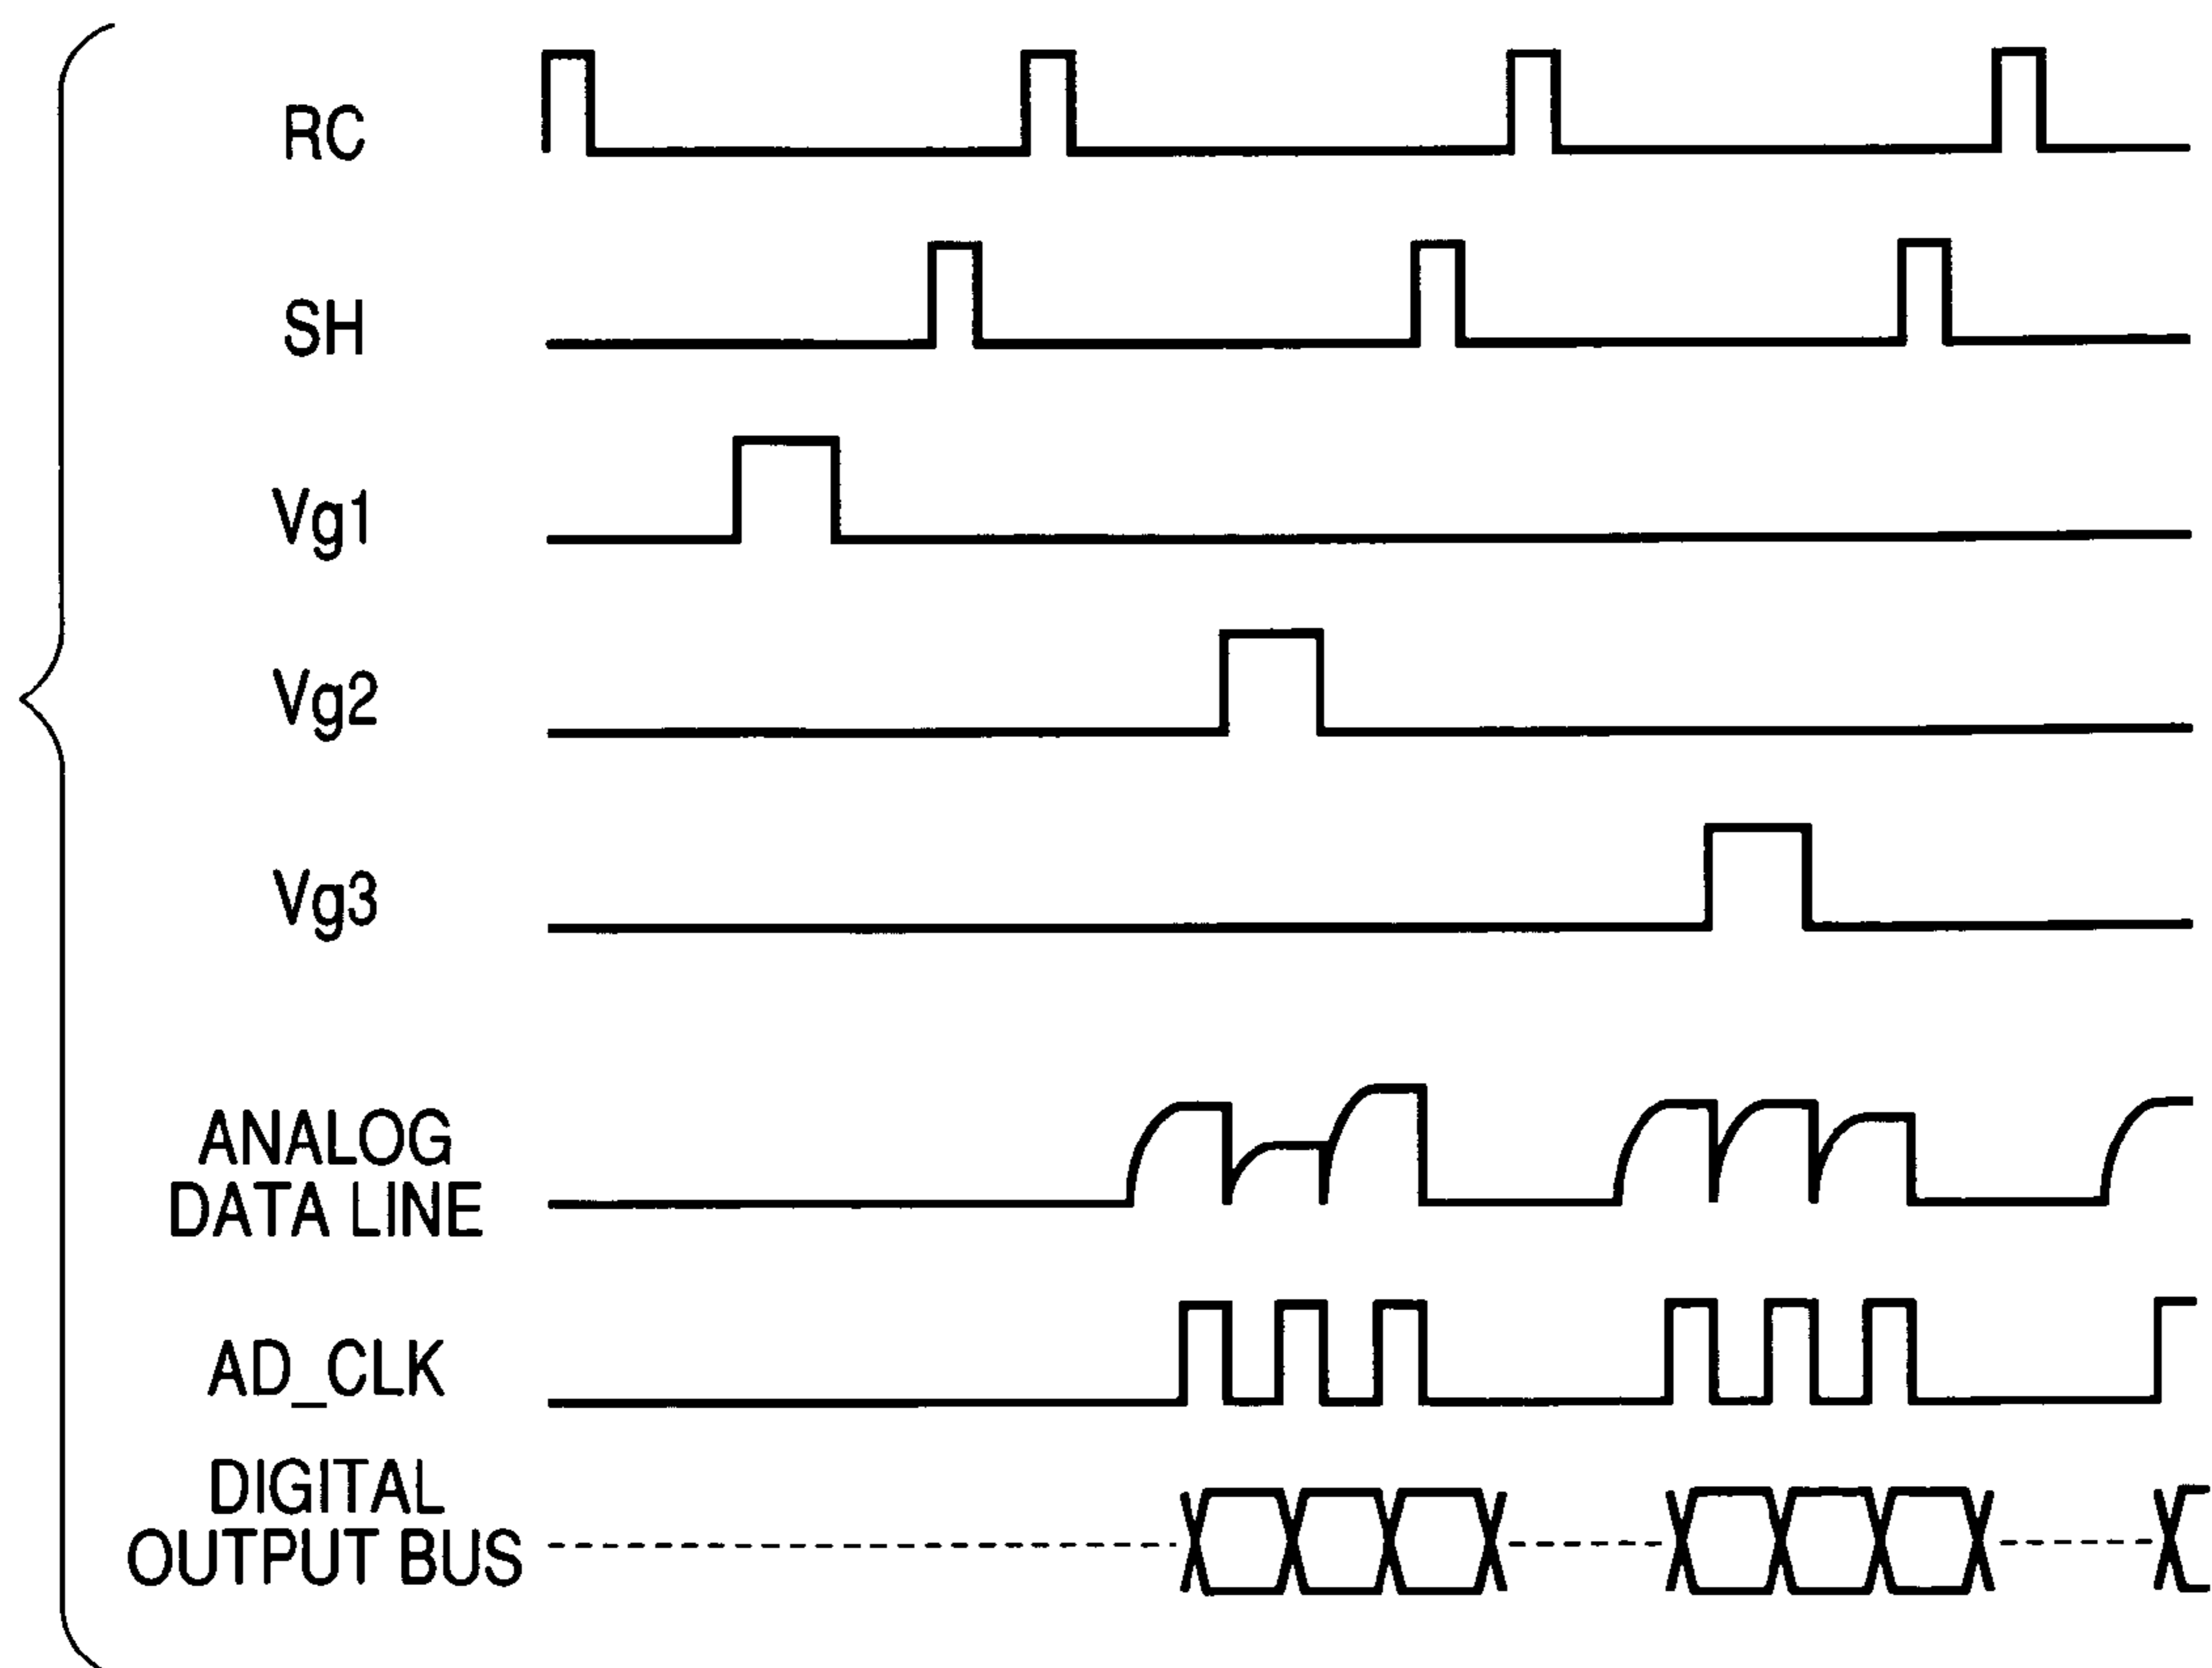 RC
SH
Vg1
Vg2
Vg3
ANALOG
DATA LINE
AD_CLK
DIGITAL
OUTPUT BUS